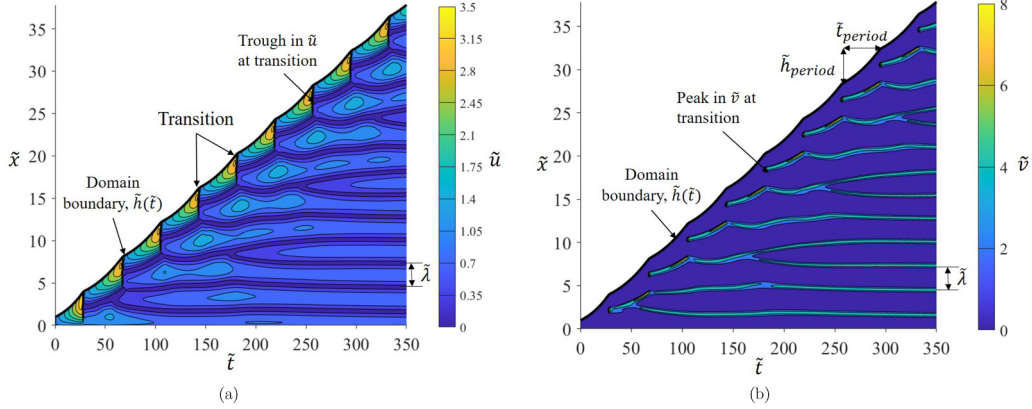 35
30
25
20
x̃
15
10
5
0
0
50
100
150
200
250
300
350
t̃
Trough in ũ
at transition
Transition
Domain
boundary, h̃(t̃)
λ̃
3.5
3.15
2.8
2.45
2.1
1.75
1.4
1.05
0.7
0.35
0
ũ
(a)
35
30
25
20
x̃
15
10
5
0
0
50
100
150
200
250
300
350
t̃
t̃period
h̃period
Peak in ṽ at
transition
Domain
boundary, h̃(t̃)
λ̃
8
6
4
2
0
ṽ
(b)